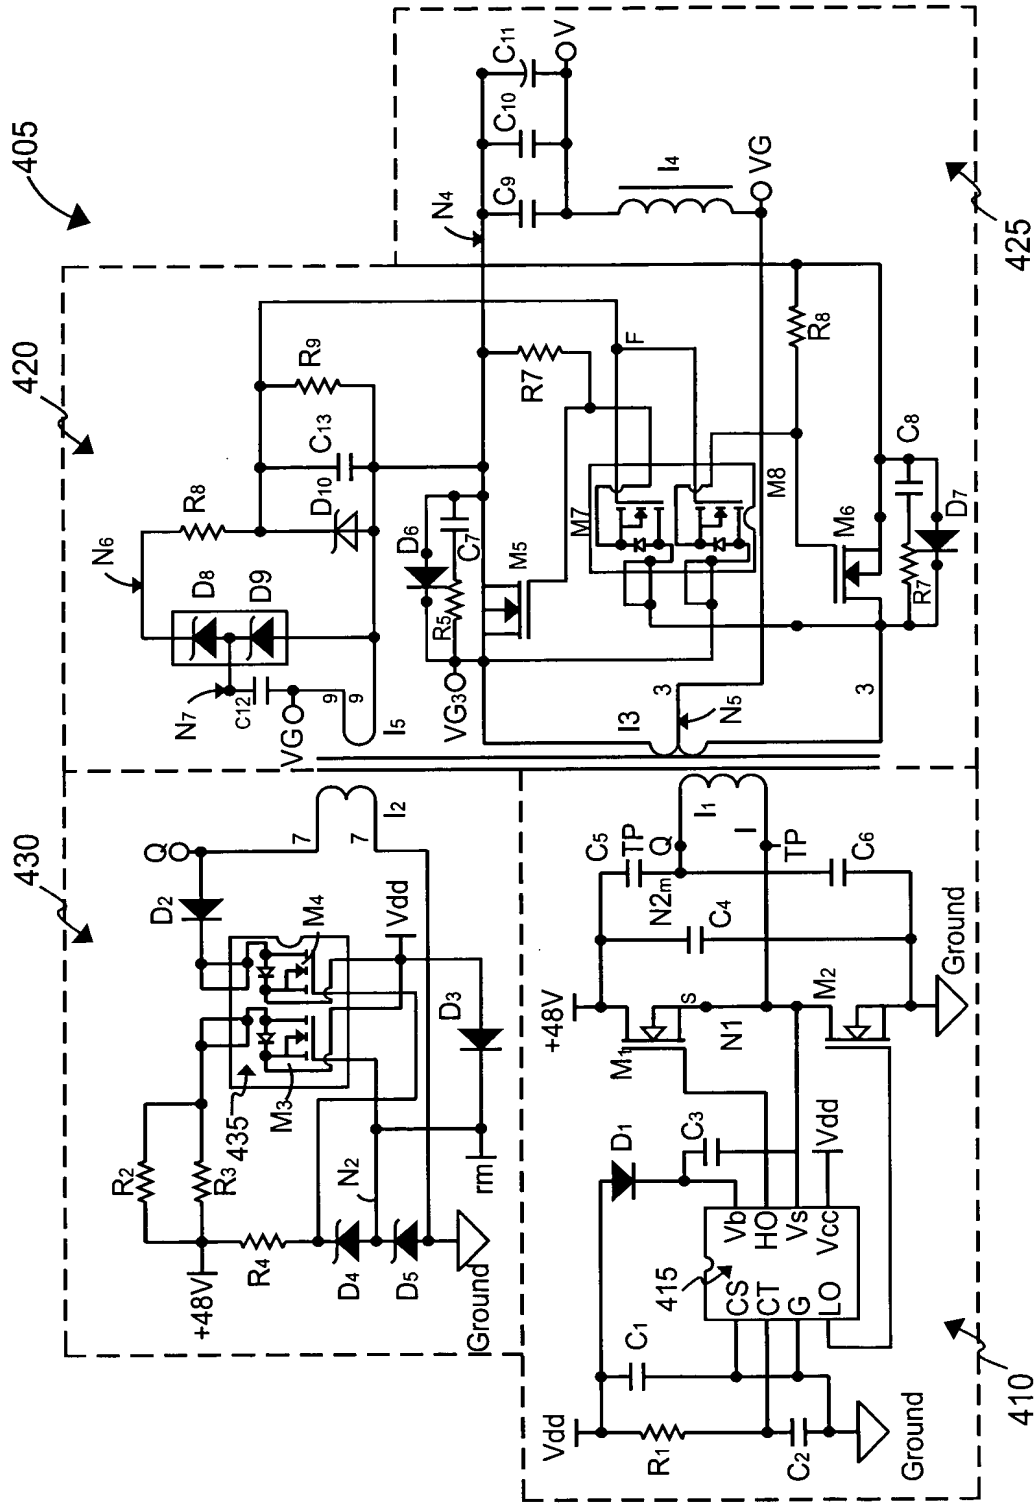 405
420
430
425
410
R8
N6
D8
D9
N7
C12
VG
9
9
I5
D10
C13
R9
N4
C9
C10
C11
V
I4
VG
D6
C7
R5
VG3
M5
R7
F
M7
M8
R8
M6
C8
R7
D7
I3
3
N5
3
Q
D2
M4
7
7
I2
Vdd
D3
M3
435
R2
R3
+48V
R4
N2
D4
D5
rm
Ground
+48V
C5
TP
Q
N2m
I1
I
TP
C4
C6
M1
s
N1
M2
Ground
D1
C3
Vdd
Vb
HO
Vs
Vcc
415
CS
CT
G
LO
C1
Vdd
R1
C2
Ground